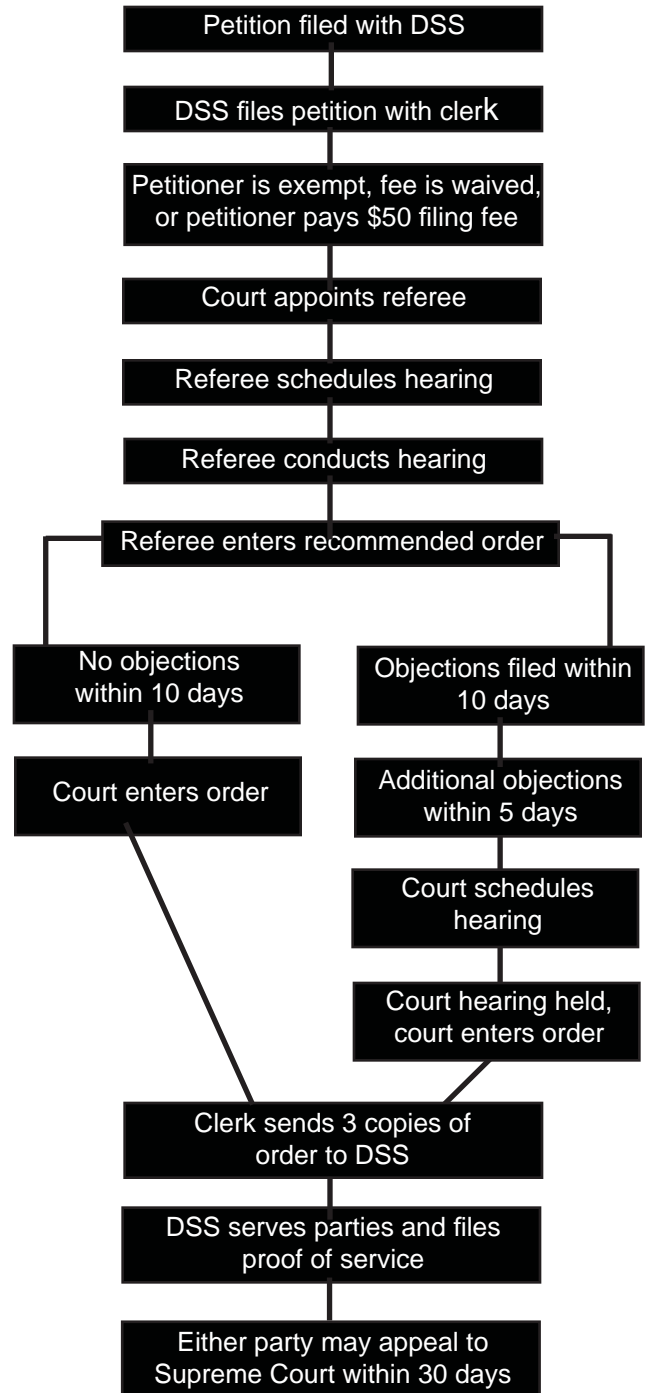 Petition filed with DSS
DSS files petition with clerk
Petitioner is exempt, fee is waived,
or petitioner pays $50 filing fee
Court appoints referee
Referee schedules hearing
Referee conducts hearing
Referee enters recommended order
No objections
within 10 days
Court enters order
Objections filed within
10 days
Additional objections
within 5 days
Court schedules
hearing
Court hearing held,
court enters order
Clerk sends 3 copies of
order to DSS
DSS serves parties and files
proof of service
Either party may appeal to
Supreme Court within 30 days